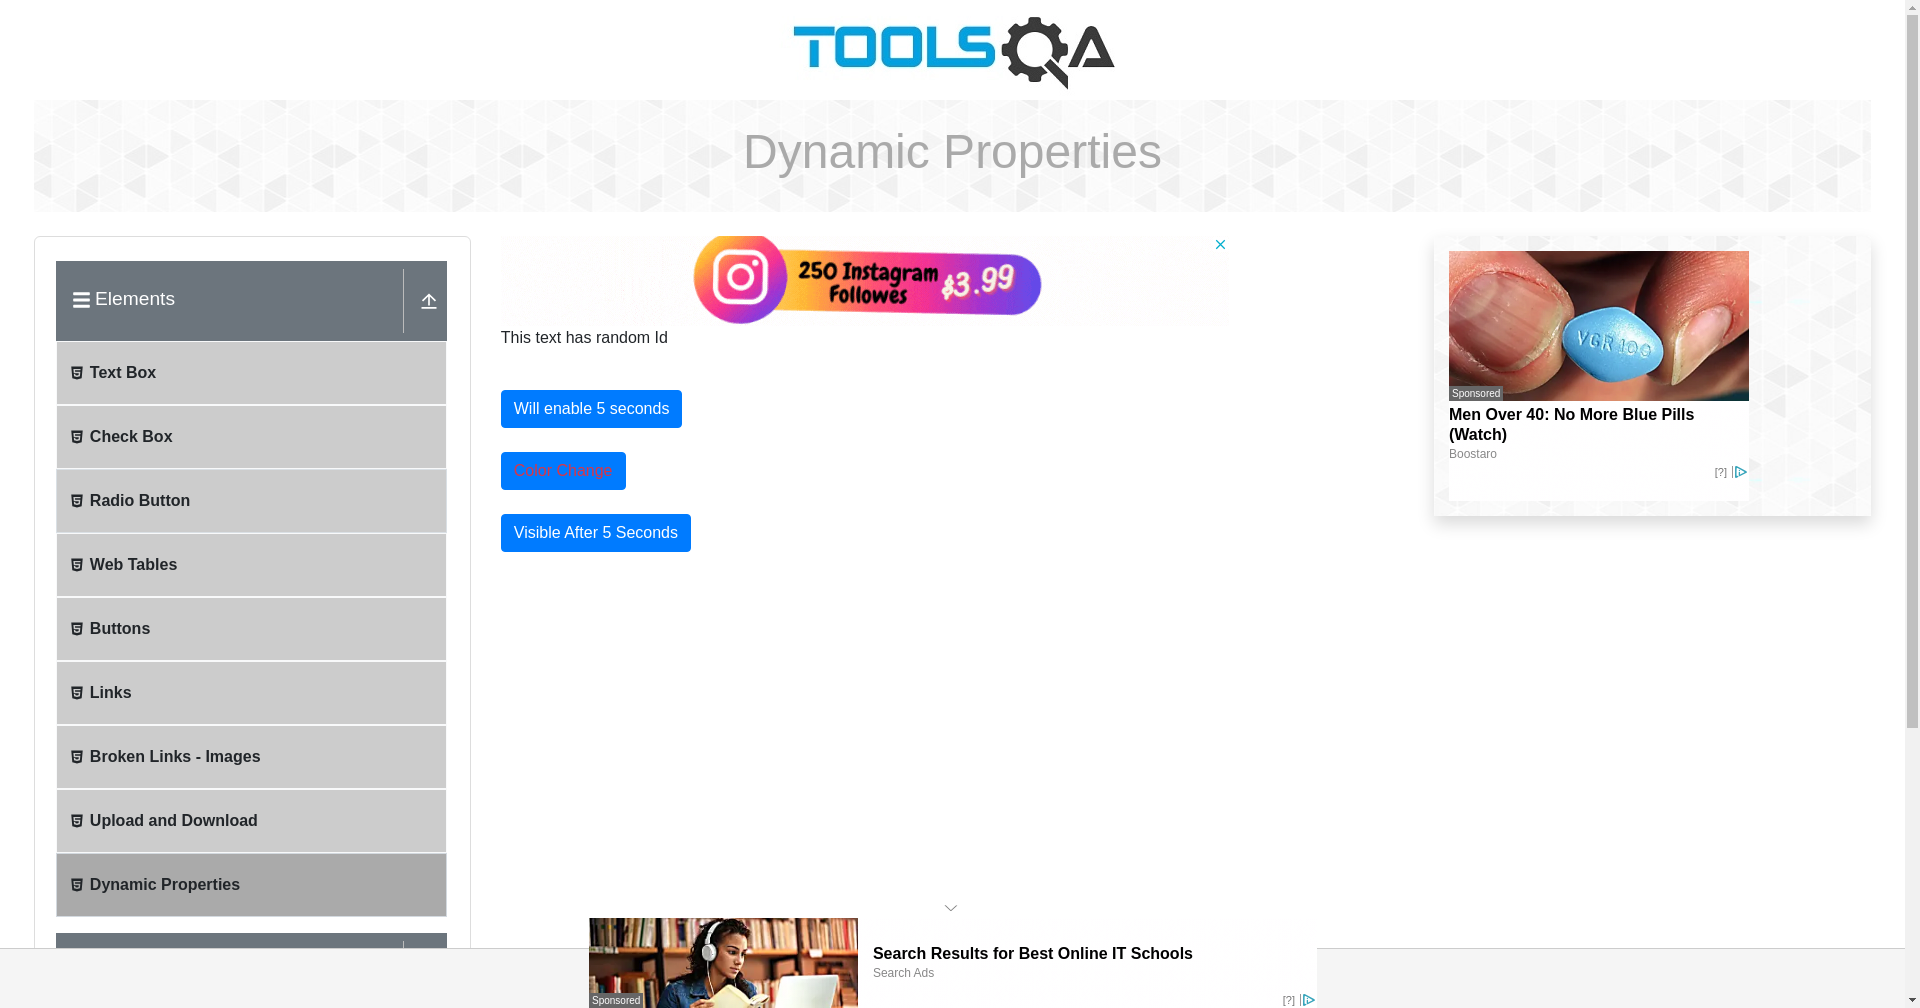 TOOLSQA
Dynamic Properties
Elements
Text Box
Check Box
Radio Button
Web Tables
Buttons
Links
Broken Links - Images
Upload and Download
Dynamic Properties
250 Instagram
Followes
$3.99
This text has random Id
Will enable 5 seconds
Color Change
Visible After 5 Seconds
VGR 100
Sponsored
Men Over 40: No More Blue Pills
(Watch)
Boostaro
[?]
Sponsored
Search Results for Best Online IT Schools
Search Ads
[?]